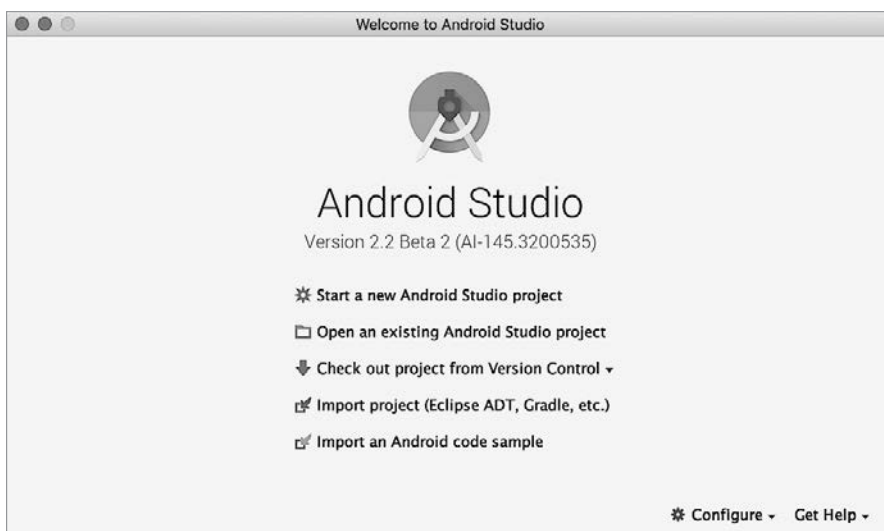 Welcome to Android Studio
Android Studio
Version 2.2 Beta 2 (AI-145.3200535)
Start a new Android Studio project
Open an existing Android Studio project
Check out project from Version Control
Import project (Eclipse ADT, Gradle, etc.)
Import an Android code sample
Configure Get Help